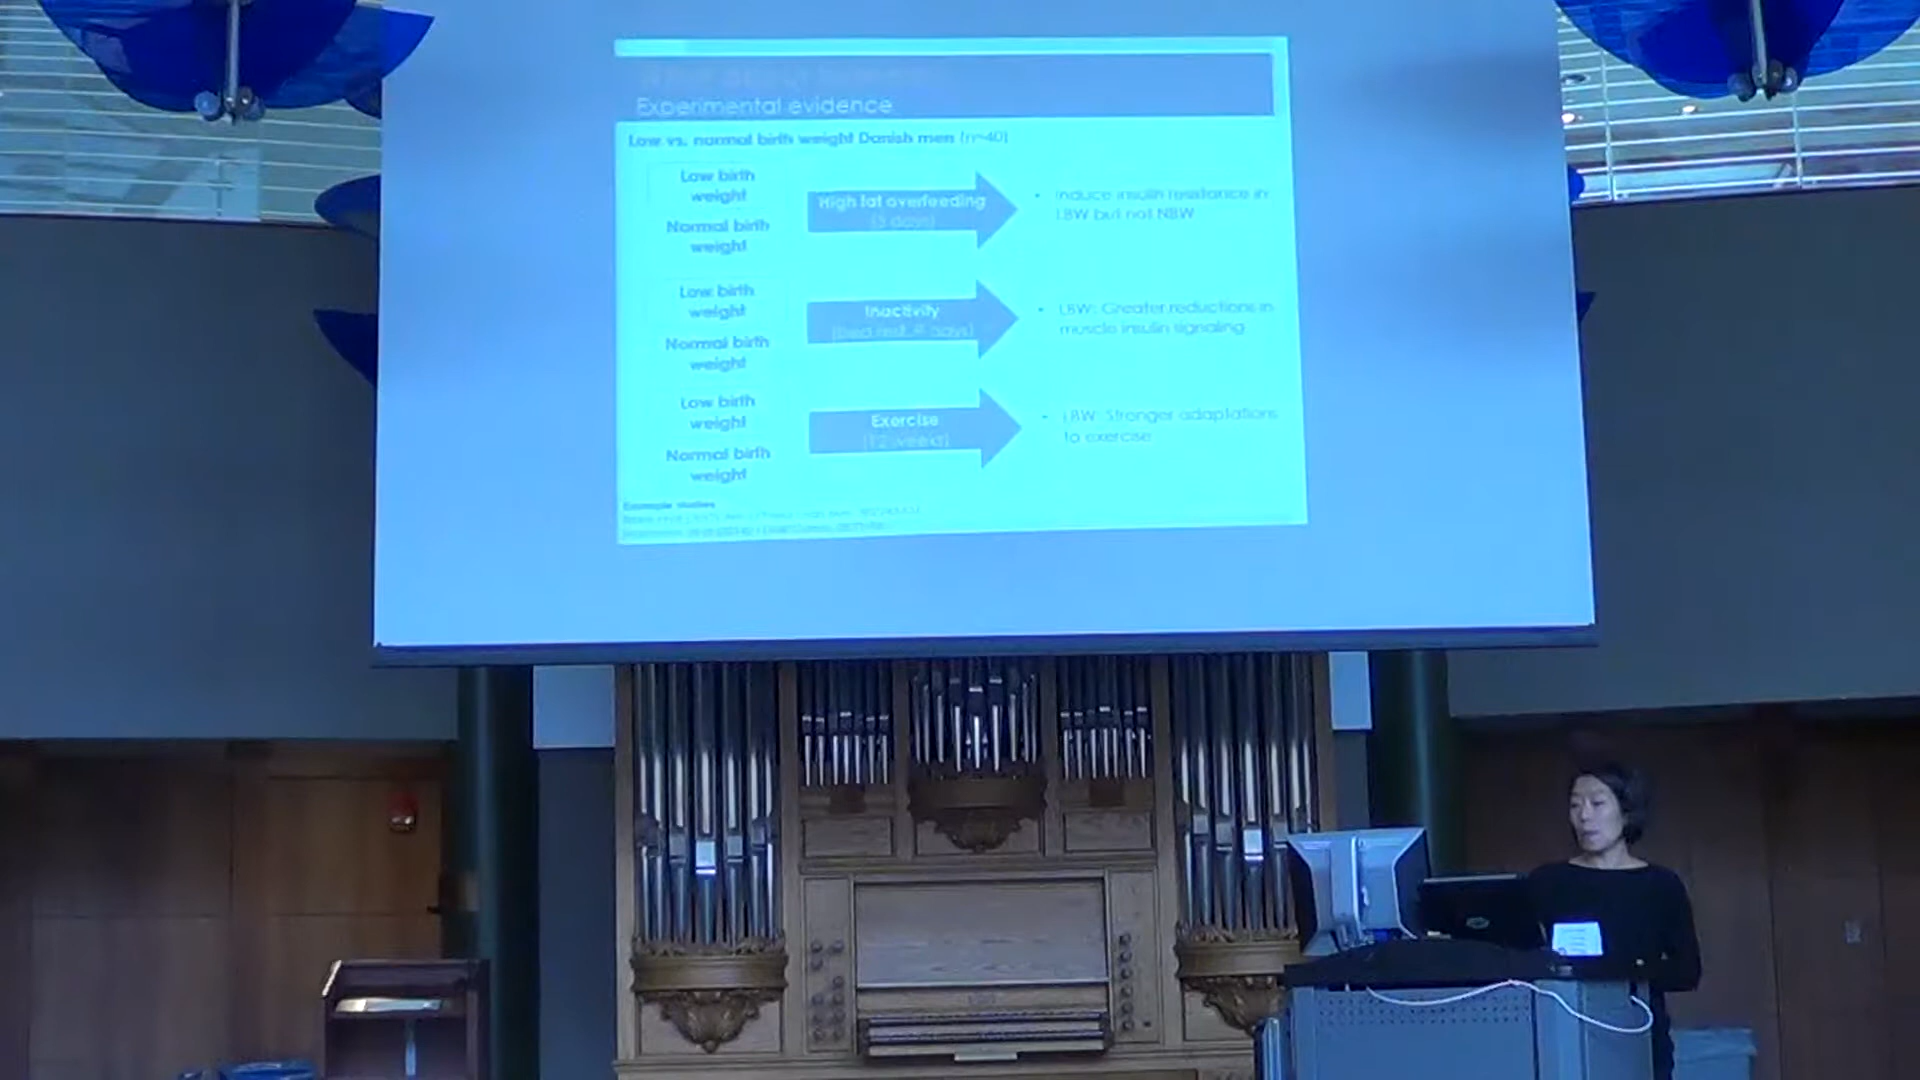 Experimental evidence
Low vs. normal birth weight Danish men (n=40)
Low birth
weight
Normal birth
weight
High fat overfeeding
(5 days)
• Induce insulin resistance in
LBW but not NBW
Low birth
weight
Normal birth
weight
Inactivity
(bed rest, 9 days)
• LBW: Greater reductions in
muscle insulin signaling
Low birth
weight
Normal birth
weight
Exercise
(12 weeks)
• LBW: Stronger adaptations
to exercise
Example studies